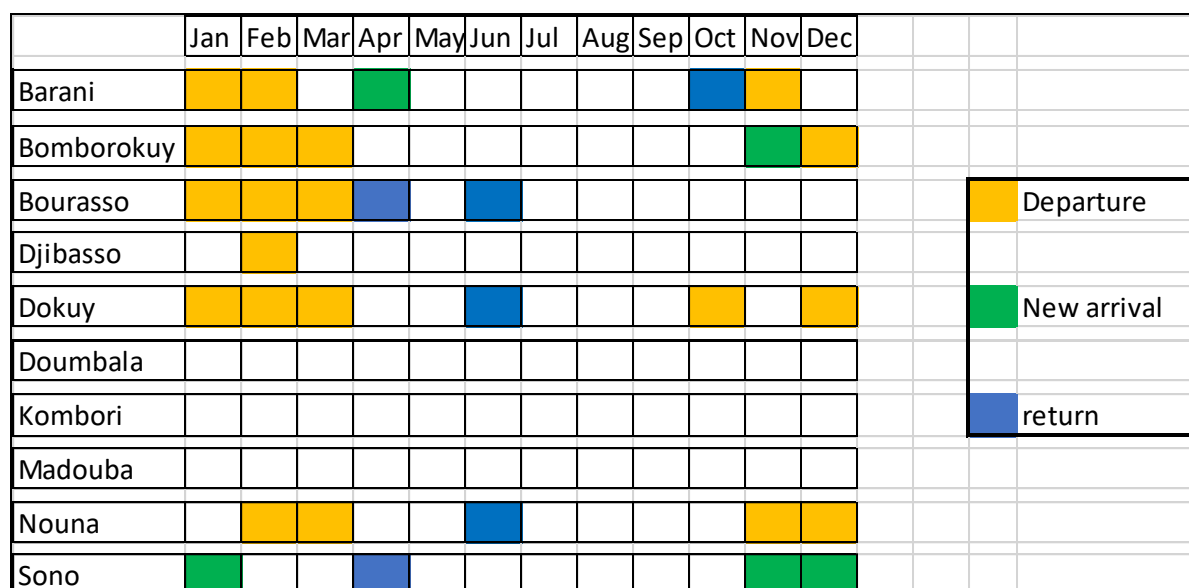 Jan Feb Mar Apr May Jun Jul Aug Sep Oct Nov Dec
Barani
Bomborokuy
Bourasso
Departure
Djibasso
Dokuy
New arrival
Doumbala
Kombori
return
Madouba
Nouna
Sono